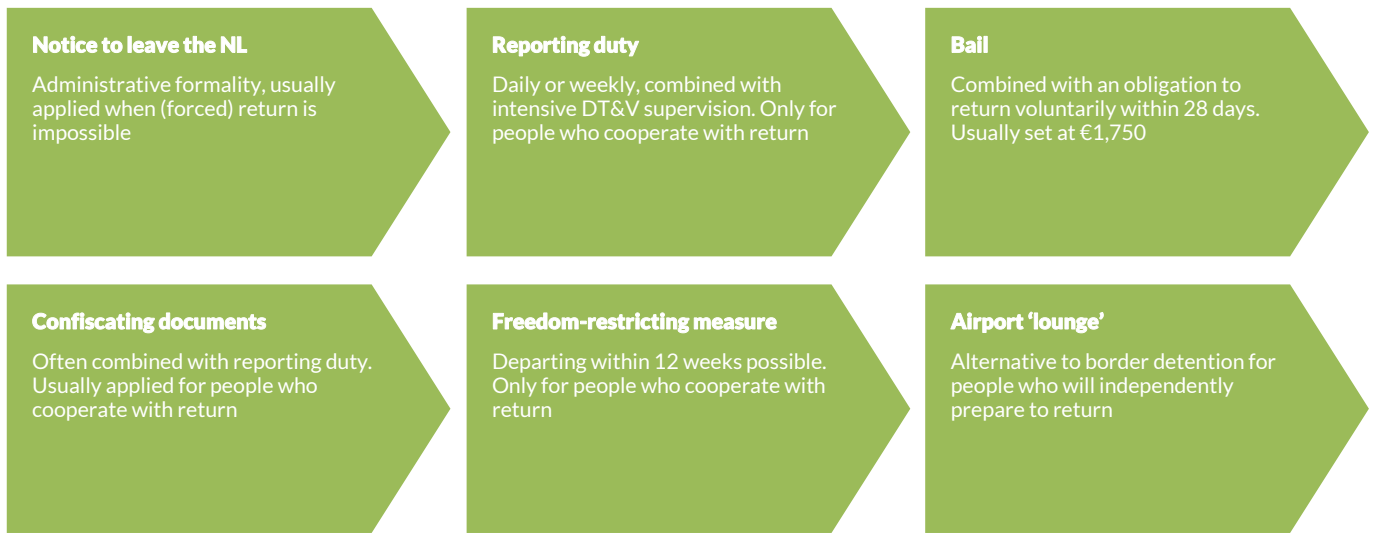 Notice to leave the NL
Administrative formality, usually
applied when (forced) return is
impossible
Reporting duty
Daily or weekly, combined with
intensive DT&V supervision. Only for
people who cooperate with return
Bail
Combined with an obligation to
return voluntarily within 28 days.
Usually set at €1,750
Confiscating documents
Often combined with reporting duty.
Usually applied for people who
cooperate with return
Freedom-restricting measure
Departing within 12 weeks possible.
Only for people who cooperate with
return
Airport ‘lounge’
Alternative to border detention for
people who will independently
prepare to return